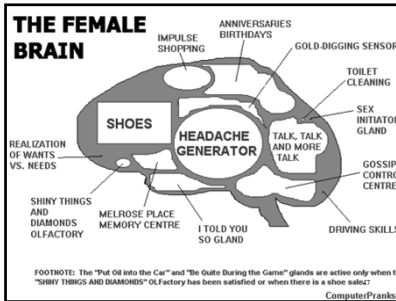 THE FEMALE
BRAIN
IMPULSE
SHOPPING
ANNIVERSARIES
BIRTHDAYS
GOLD-DIGGING SENSOR
TOILET
CLEANING
SEX
INITIATOR
GLAND
SHOES
HEADACHE
GENERATOR
TALK, TALK
AND MORE
TALK
REALIZATION
OF WANTS
VS. NEEDS
GOSSIP
CONTRO
CENTRE
SHINY THINGS
AND
DIAMONDS
OLFACTORY
MELROSE PLACE
MEMORY CENTRE
I TOLD YOU
SO GLAND
DRIVING SKILLS
FOOTNOTE: The "Put Oil into the Car" and "Be Quite During the Game" glands are active only when t
"SHINY THINGS AND DIAMONDS" OLFactory has been satisfied or when there is a shoe sale
ComputerPranks